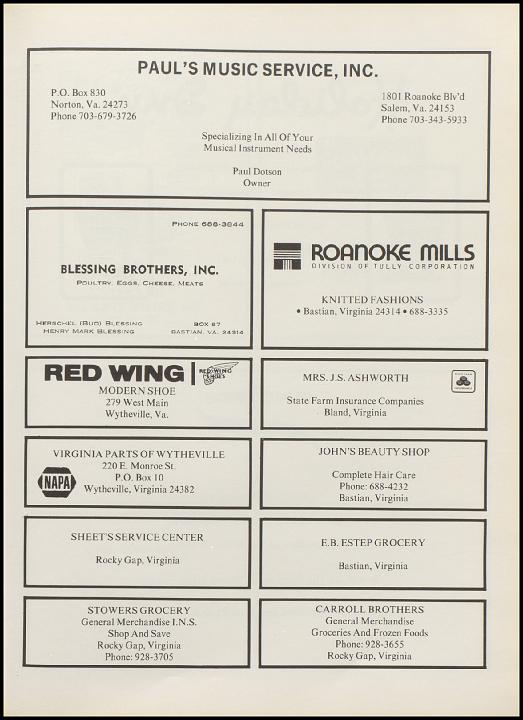 PAUL'S MUSIC SERVICE, INC.
P.O. Box 830
Norton, Va. 24273
Phone 703-679-3726
1801 Roanoke Blv'd
Salem, Va. 24153
Phone 703-343-5933
Specializing In All Of Your
Musical Instrument Needs
Paul Dotson
Owner
PHONE 688-3844
BLESSING BROTHERS, INC.
POULTRY, EGGS, CHEESE, MEATS
HERSCHEL (BUD) BLESSING
HENRY MARK BLESSING
BOX 67
BASTIAN, VA. 24314
ROANOKE MILLS
DIVISION OF TULLY CORPORATION
KNITTED FASHIONS
• Bastian, Virginia 24314 • 688-3335
RED WING
RED WING
SHOES
MODERN SHOE
279 West Main
Wytheville, Va.
MRS. J.S. ASHWORTH
State Farm Insurance Companies
Bland, Virginia
VIRGINIA PARTS OF WYTHEVILLE
220 E. Monroe St.
P.O. Box 10
Wytheville, Virginia 24382
NAPA
JOHN'S BEAUTY SHOP
Complete Hair Care
Phone: 688-4232
Bastian, Virginia
SHEET'S SERVICE CENTER
Rocky Gap, Virginia
E.B. ESTEP GROCERY
Bastian, Virginia
STOWERS GROCERY
General Merchandise I.N.S.
Shop And Save
Rocky Gap, Virginia
Phone: 928-3705
CARROLL BROTHERS
General Merchandise
Groceries And Frozen Foods
Phone: 928-3655
Rocky Gap, Virginia